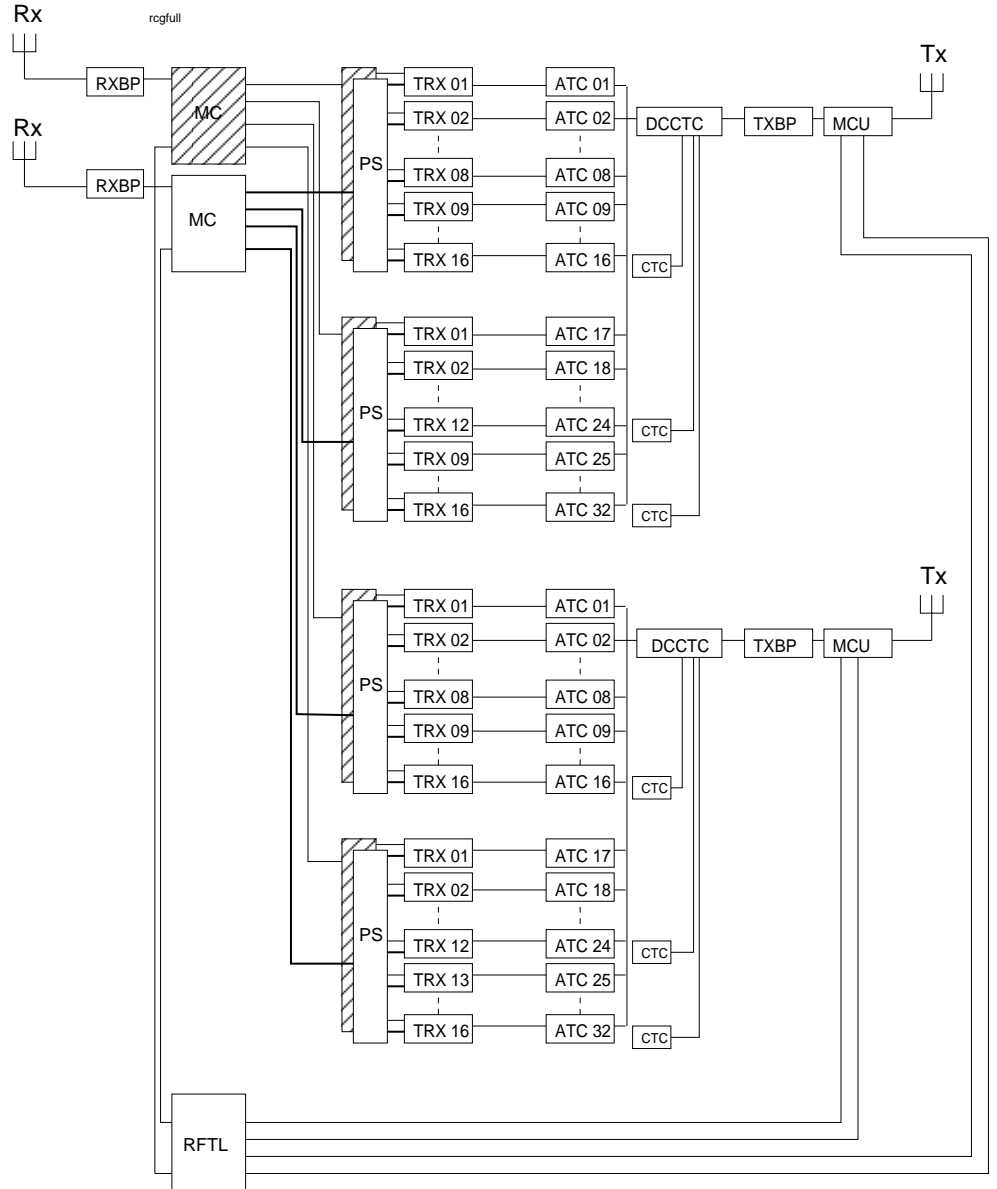 Rx
rcgfull
Tx
RXBP
MC
TRX 01
ATC 01
TRX 02
ATC 02
DCCTC
TXBP
MCU
Rx
PS
TRX 08
ATC 08
RXBP
MC
TRX 09
ATC 09
TRX 16
ATC 16
CTC
TRX 01
ATC 17
TRX 02
ATC 18
PS
TRX 12
ATC 24
CTC
TRX 09
ATC 25
TRX 16
ATC 32
CTC
Tx
TRX 01
ATC 01
TRX 02
ATC 02
DCCTC
TXBP
MCU
PS
TRX 08
ATC 08
TRX 09
ATC 09
TRX 16
ATC 16
CTC
TRX 01
ATC 17
TRX 02
ATC 18
PS
TRX 12
ATC 24
CTC
TRX 13
ATC 25
TRX 16
ATC 32
CTC
RFTL